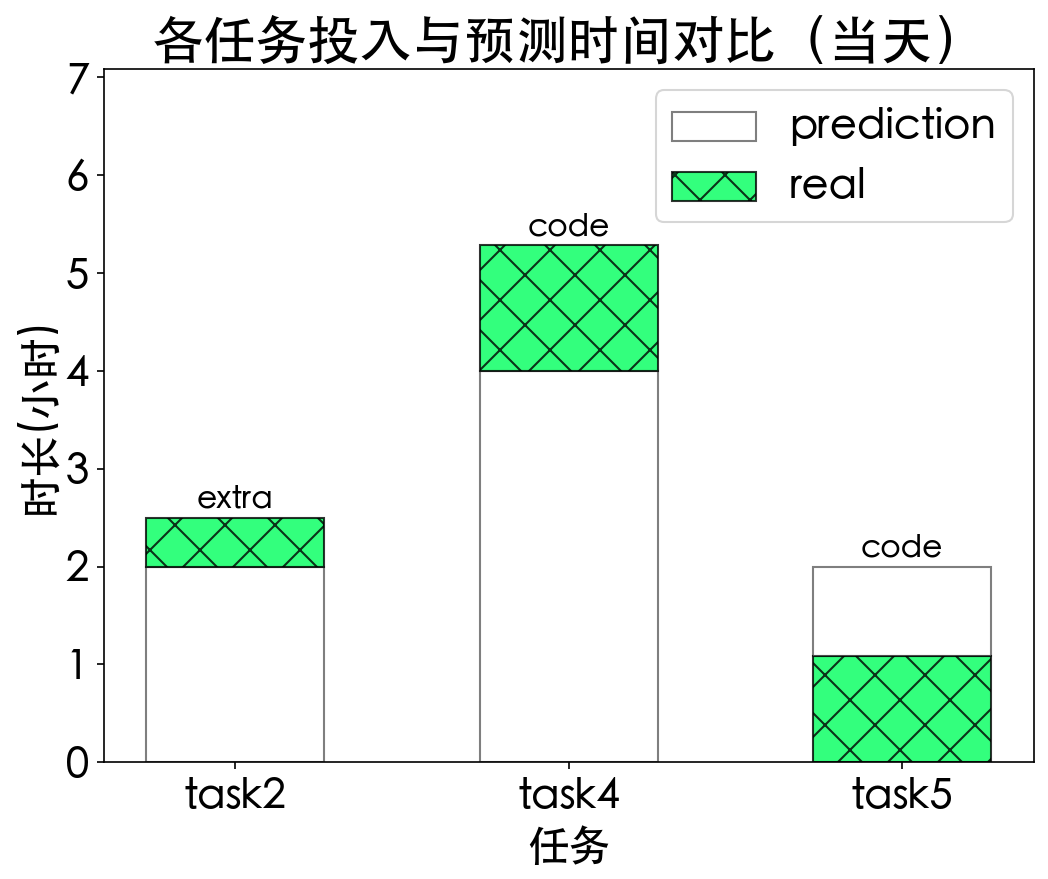 各任务投入与预测时间对比（当天）
7
6
5
4
3
2
1
0
时长(小时)
prediction
real
extra
code
code
task2
task4
task5
任务